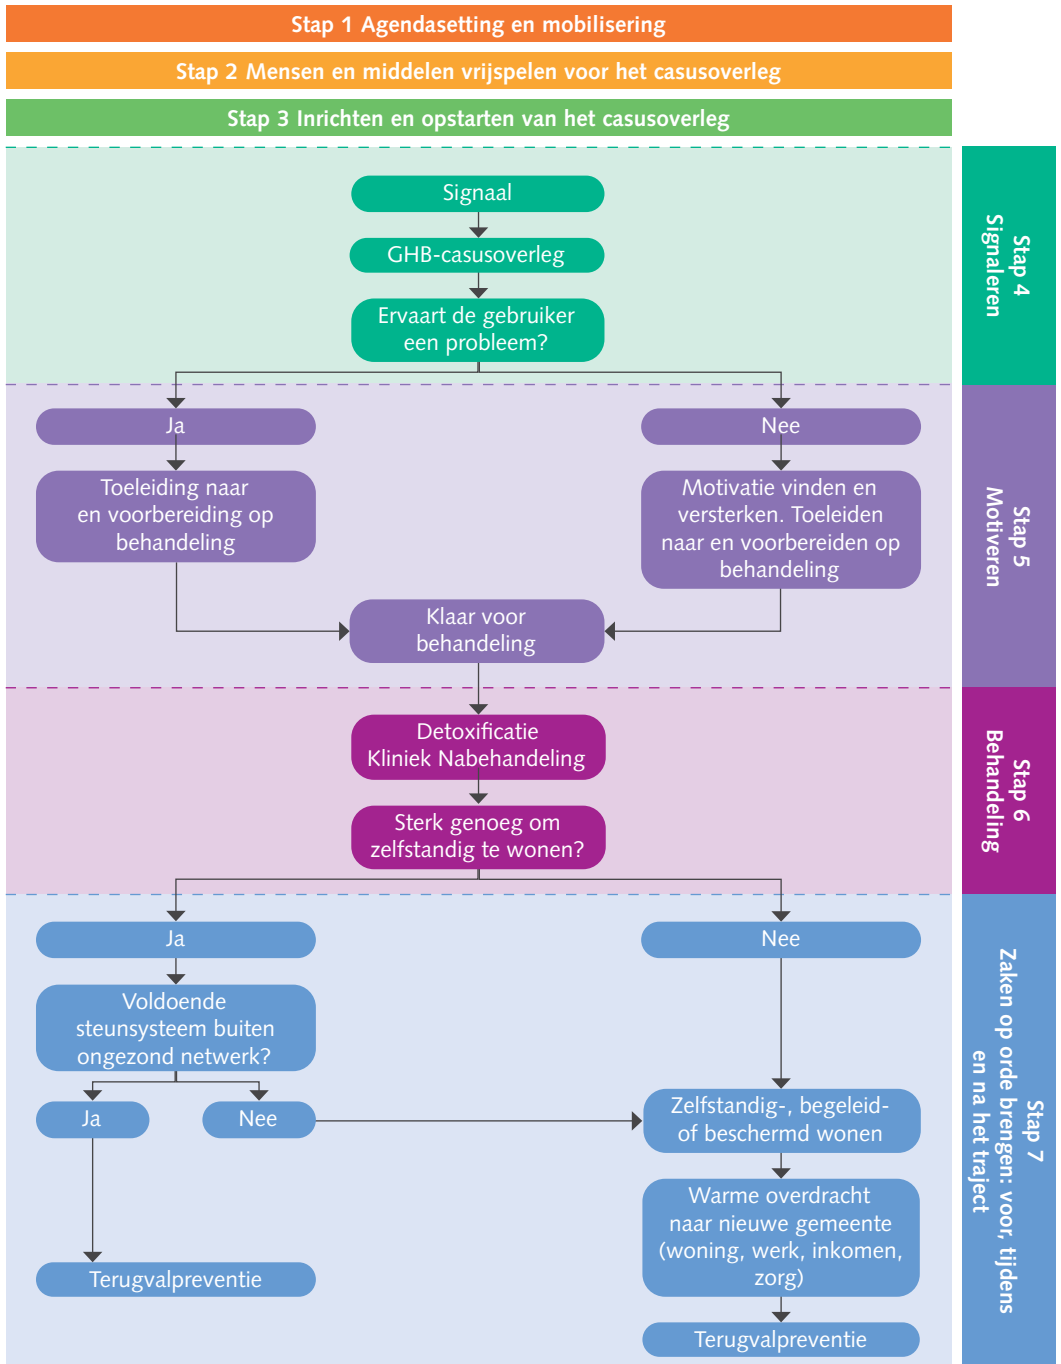 Stap 1 Agendasetting en mobilisering
Stap 2 Mensen en middelen vrijspelen voor het casusoverleg
Stap 3 Inrichten en opstarten van het casusoverleg
Stap 4
Signaleren
Signaal
GHB-casusoverleg
Ervaart de gebruiker
een probleem?
Stap 5
Motiveren
Ja
Nee
Toeleiding naar
en voorbereiding op
behandeling
Motivatie vinden en
versterken. Toeleiden
naar en voorbereiden op
behandeling
Klaar voor
behandeling
Stap 6
Behandeling
Detoxificatie
Kliniek Nabehandeling
Sterk genoeg om
zelfstandig te wonen?
Stap 7
Zaken op orde brengen: voor, tijdens
en na het traject
Ja
Nee
Voldoende
steunsysteem buiten
ongezond netwerk?
Ja
Nee
Zelfstandig-, begeleid-
of beschermd wonen
Warme overdracht
naar nieuwe gemeente
(woning, werk, inkomen,
zorg)
Terugvalpreventie
Terugvalpreventie